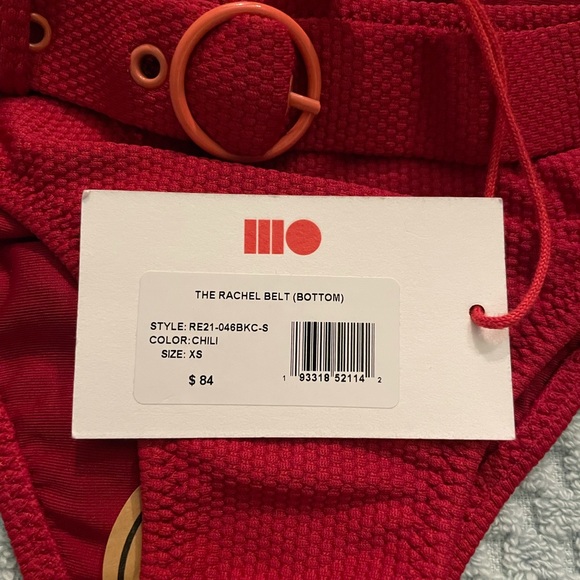 THE RACHEL BELT (BOTTOM)
STYLE: RE21-046BKC-S
COLOR: CHILI
SIZE: XS
$ 84
1 93318 52114 2